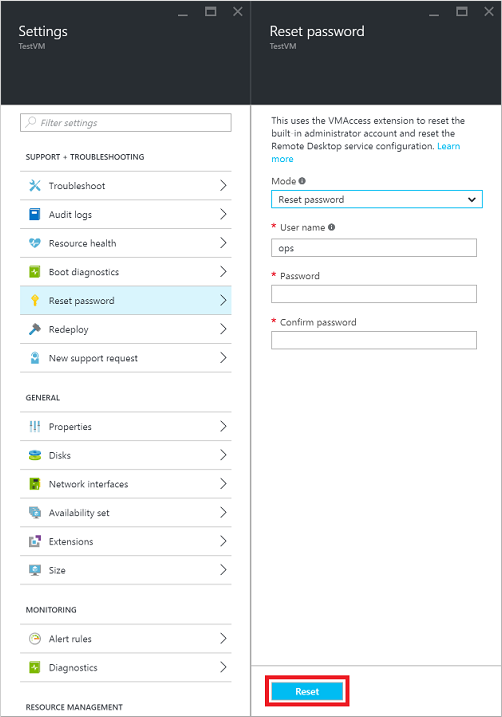 Settings
TestVM
Filter settings
SUPPORT + TROUBLESHOOTING
Troubleshoot
Audit logs
Resource health
Boot diagnostics
Reset password
Redeploy
New support request
GENERAL
Properties
Disks
Network interfaces
Availability set
Extensions
Size
MONITORING
Alert rules
Diagnostics
RESOURCE MANAGEMENT
Reset password
TestVM
This uses the VMAccess extension to reset the
built-in administrator account and reset the
Remote Desktop service configuration. Learn
more
Mode
Reset password
* User name
ops
* Password
* Confirm password
Reset